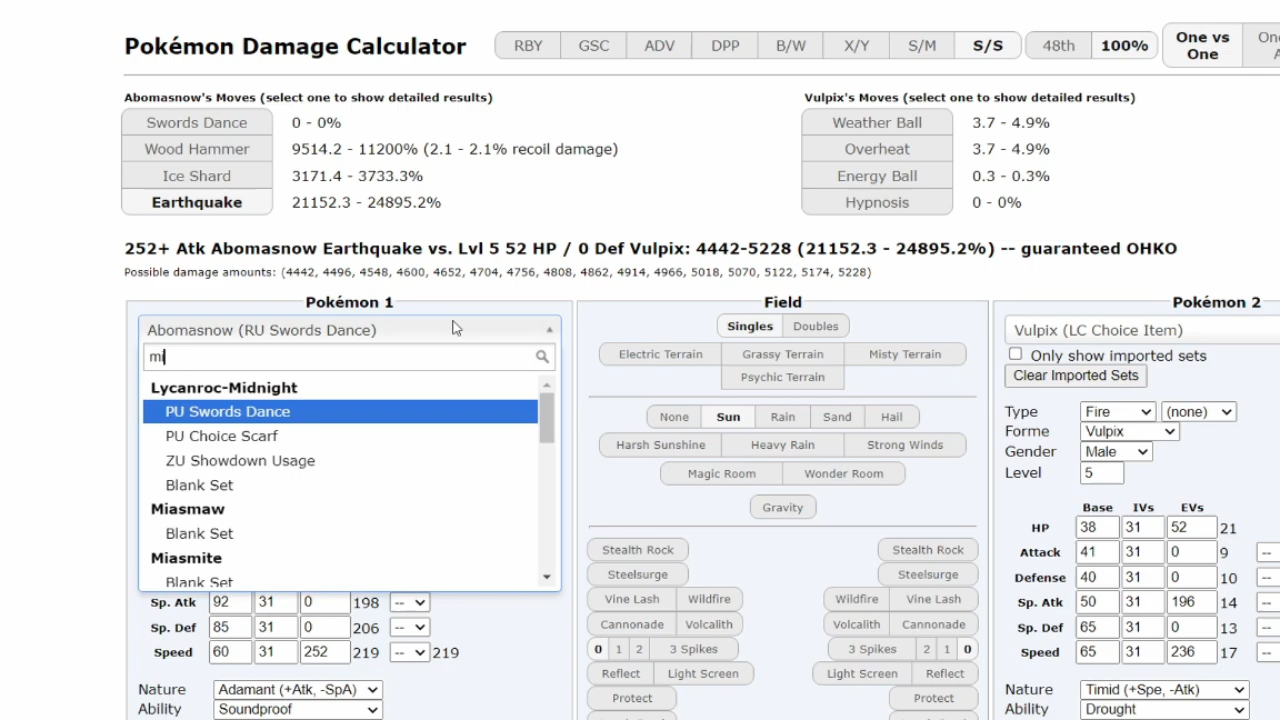 Pokémon Damage Calculator RBY GSC ADV DPP B/W X/Y S/M S/S 48th 100% One vs One
Abomasnow's Moves (select one to show detailed results)
Swords Dance 0 - 0%
Wood Hammer 9514.2 - 11200% (2.1 - 2.1% recoil damage)
Ice Shard 3171.4 - 3733.3%
Earthquake 21152.3 - 24895.2%
Vulpix's Moves (select one to show detailed results)
Weather Ball 3.7 - 4.9%
Overheat 3.7 - 4.9%
Energy Ball 0.3 - 0.3%
Hypnosis 0 - 0%
252+ Atk Abomasnow Earthquake vs. Lvl 5 52 HP / 0 Def Vulpix: 4442-5228 (21152.3 - 24895.2%) -- guaranteed OHKO
Possible damage amounts: (4442, 4496, 4548, 4600, 4652, 4704, 4756, 4808, 4862, 4914, 4966, 5018, 5070, 5122, 5174, 5228)
Pokémon 1
Abomasnow (RU Swords Dance)
mi
Lycanroc-Midnight
PU Swords Dance
PU Choice Scarf
ZU Showdown Usage
Blank Set
Miasmaw
Blank Set
Miasmite
Blank Set
Sp. Atk 92 31 0 198 --
Sp. Def 85 31 0 206 --
Speed 60 31 252 219 -- 219
Nature Adamant (+Atk, -SpA)
Ability Soundproof
Field
Singles Doubles
Electric Terrain Grassy Terrain Misty Terrain
Psychic Terrain
None Sun Rain Sand Hail
Harsh Sunshine Heavy Rain Strong Winds
Magic Room Wonder Room
Gravity
Stealth Rock Stealth Rock
Steelsurge Steelsurge
Vine Lash Wildfire Wildfire Vine Lash
Cannonade Volcalith Volcalith Cannonade
0 1 2 3 Spikes 3 Spikes 2 1 0
Reflect Light Screen Light Screen Reflect
Protect Protect
Pokémon 2
Vulpix (LC Choice Item)
Only show imported sets
Clear Imported Sets
Type Fire (none)
Forme Vulpix
Gender Male
Level 5
Base IVs EVs
HP 38 31 52 21
Attack 41 31 0 9 --
Defense 40 31 0 10 --
Sp. Atk 50 31 196 14 --
Sp. Def 65 31 0 13 --
Speed 65 31 236 17 --
Nature Timid (+Spe, -Atk)
Ability Drought